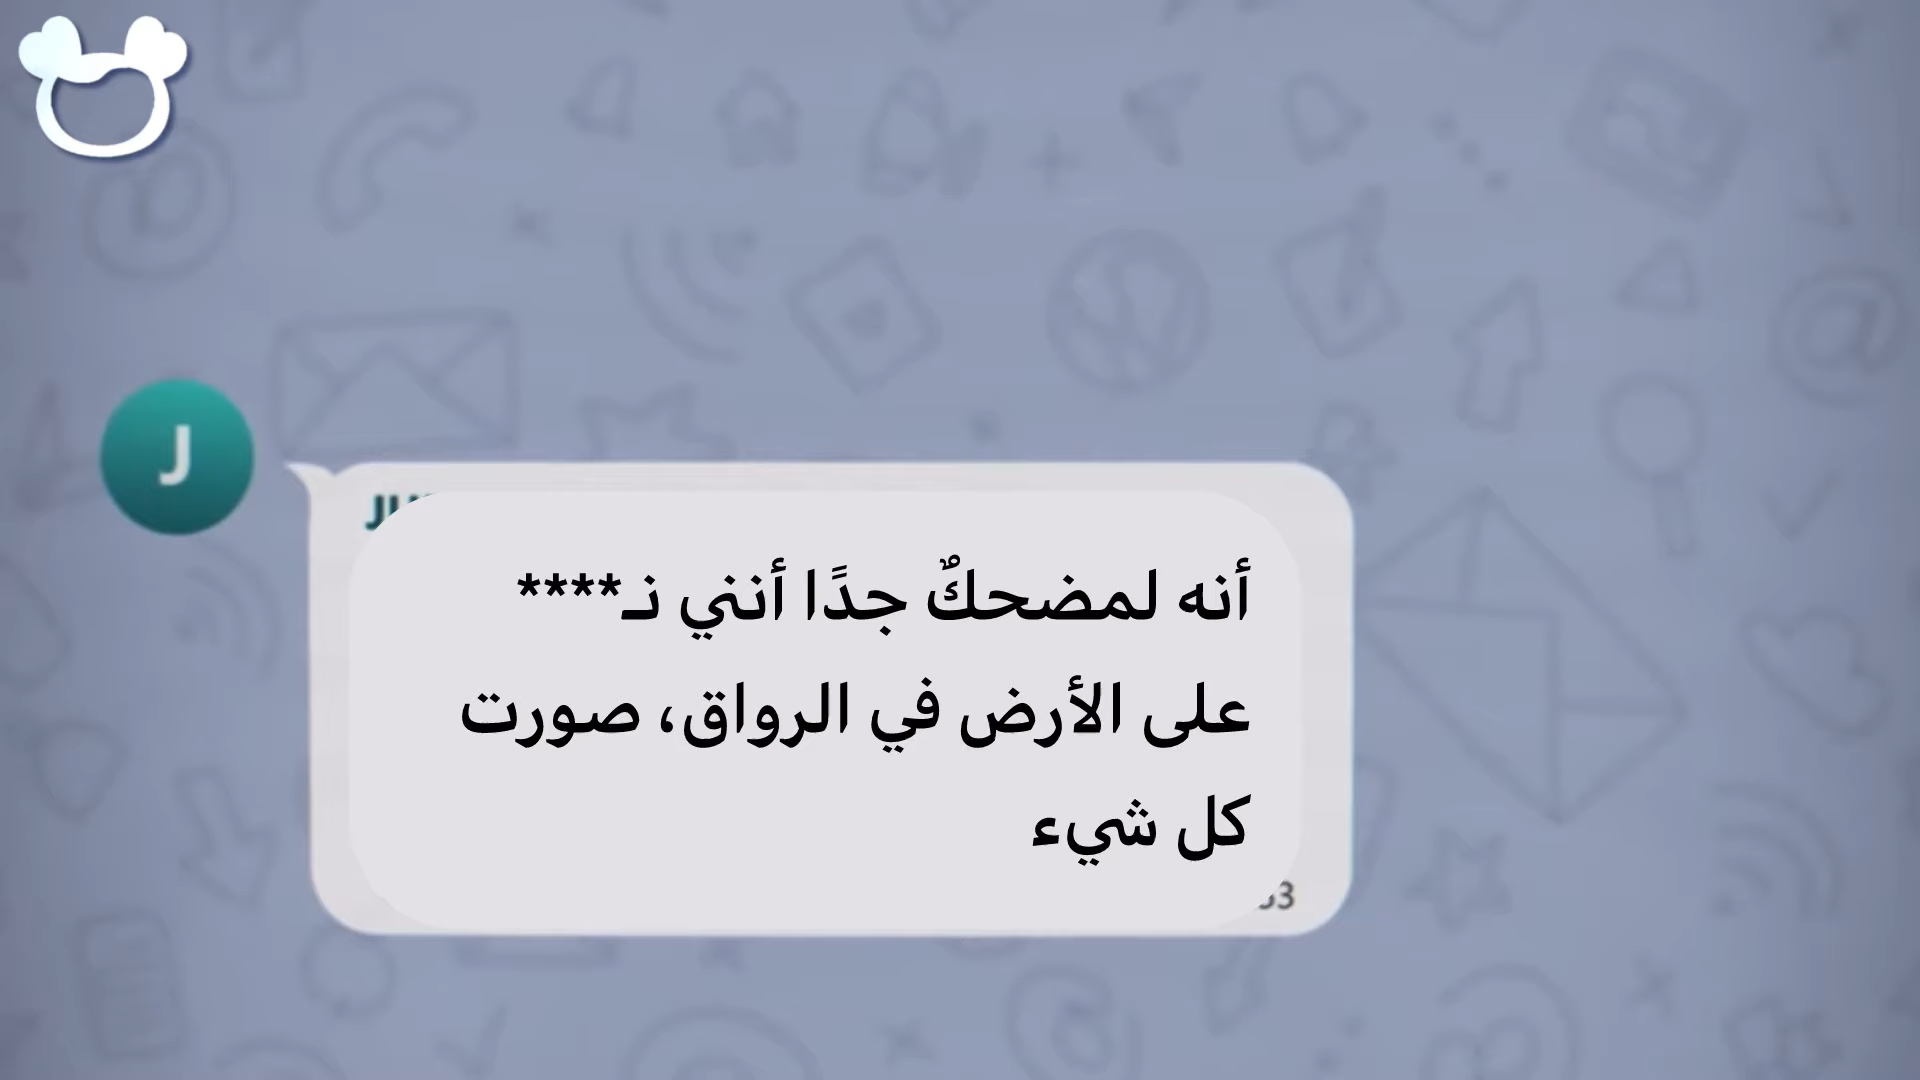 J
أنه لمضحكٌ جدًا أنني نـ****
على الأرض في الرواق، صورت
كل شيء